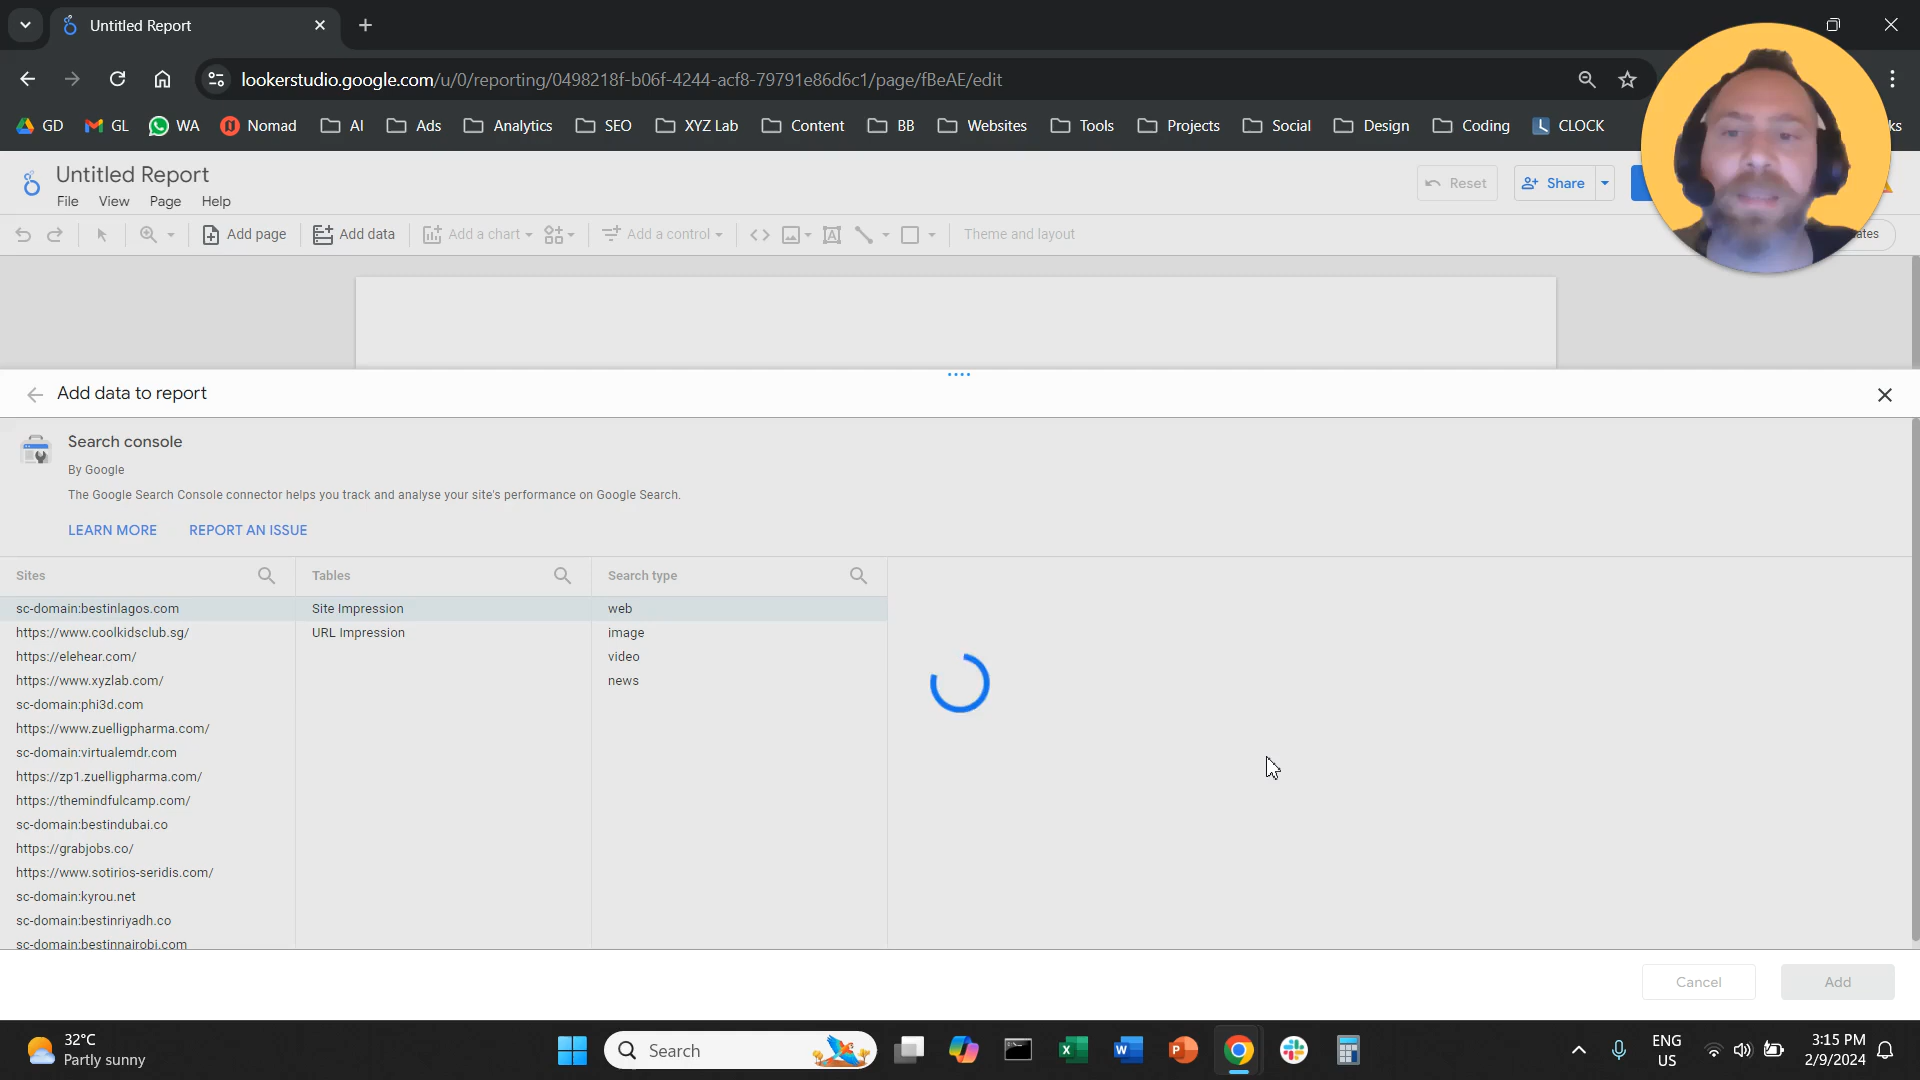 Untitled Report
lookerstudio.google.com/u/0/reporting/0498218f-b06f-4244-acf8-79791e86d6c1/page/fBeAE/edit
GD GL WA Nomad AI Ads Analytics SEO XYZ Lab Content BB Websites Tools Projects Social Design Coding CLOCK
Untitled Report
Reset Share
File View Page Help
Add page Add data Add a chart Add a control Theme and layout
Add data to report
Search console
By Google
The Google Search Console connector helps you track and analyse your site's performance on Google Search.
LEARN MORE REPORT AN ISSUE
Sites Tables Search type
sc-domain:bestinlagos.com Site Impression web
https://www.coolkidsclub.sg/ URL Impression image
https://elehear.com/ video
https://www.xyzlab.com/ news
sc-domain:phi3d.com
https://www.zuelligpharma.com/
sc-domain:virtualemdr.com
https://zp1.zuelligpharma.com/
https://themindfulcamp.com/
sc-domain:bestindubai.co
https://grabjobs.co/
https://www.sotirios-seridis.com/
sc-domain:kyrou.net
sc-domain:bestinriyadh.co
sc-domain:bestinnairobi.com
Cancel Add
32°C
Partly sunny
Search
ENG
US
3:15 PM
2/9/2024